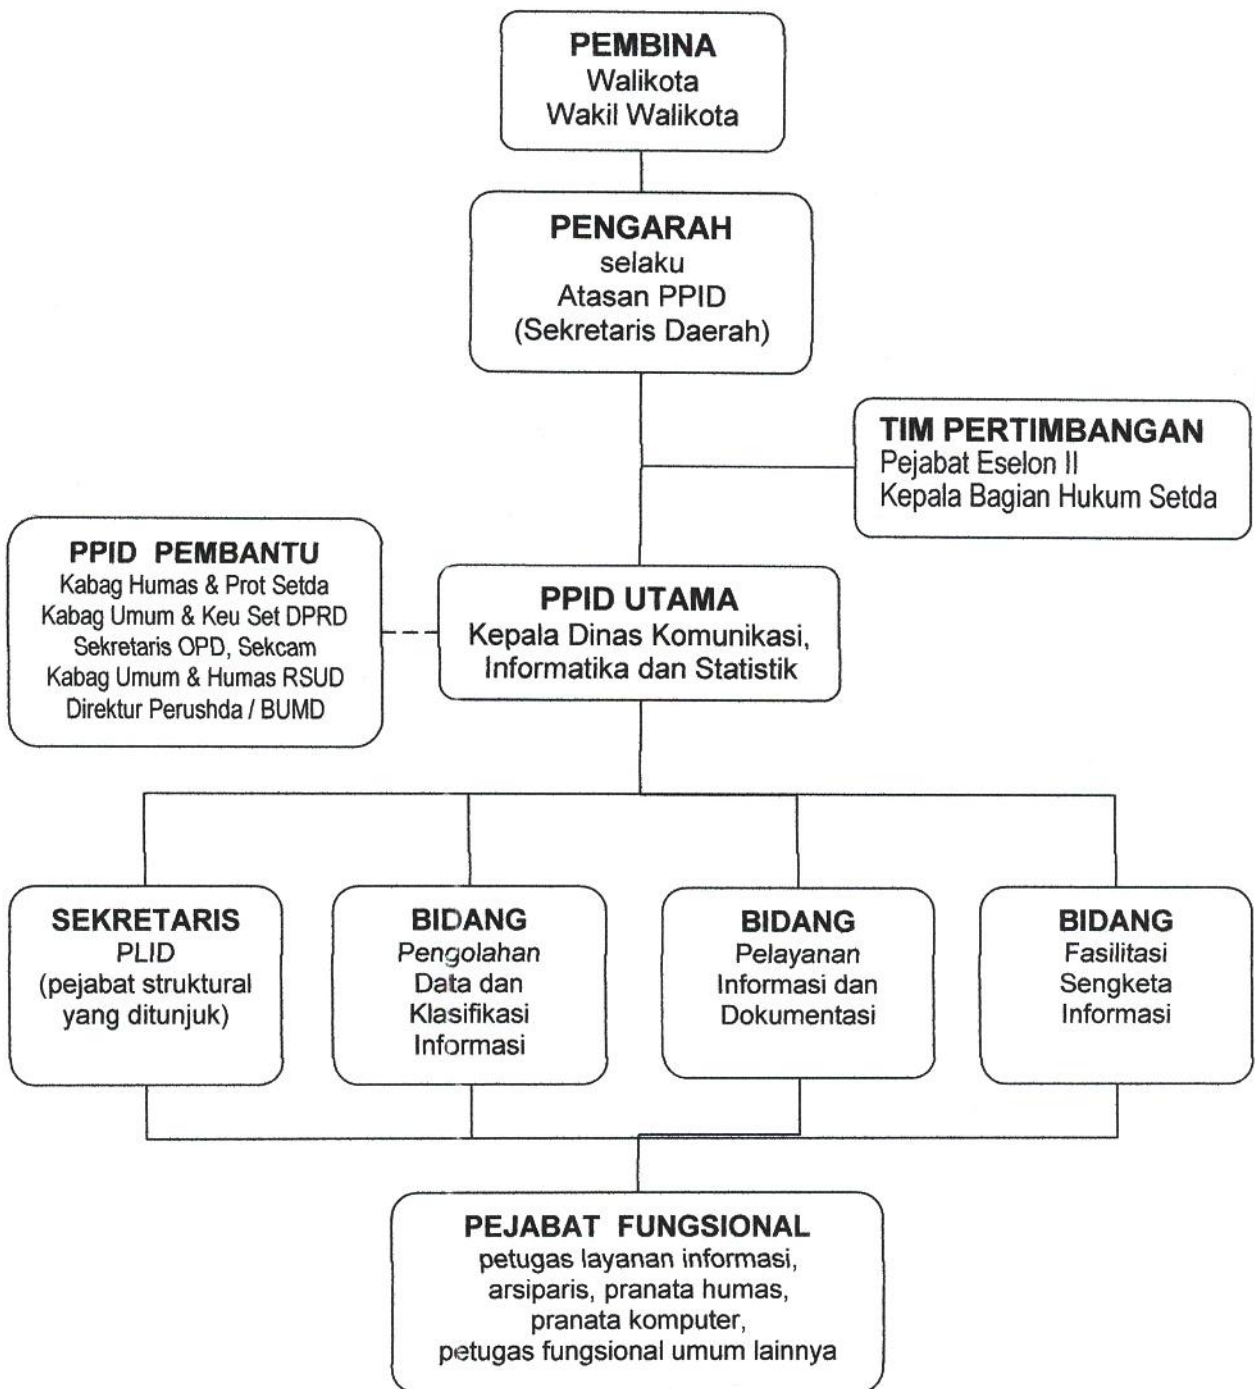 PEMBINA
Walikota
Wakil Walikota
PENGARAH
selaku
Atasan PPID
(Sekretaris Daerah)
TIM PERTIMBANGAN
Pejabat Eselon II
Kepala Bagian Hukum Setda
PPID PEMBANTU
Kabag Humas & Prot Setda
Kabag Umum & Keu Set DPRD
Sekretaris OPD, Sekcam
Kabag Umum & Humas RSUD
Direktur Perushda / BUMD
PPID UTAMA
Kepala Dinas Komunikasi,
Informatika dan Statistik
SEKRETARIS
PLID
(pejabat struktural
yang ditunjuk)
BIDANG
Pengolahan
Data dan
Klasifikasi
Informasi
BIDANG
Pelayanan
Informasi dan
Dokumentasi
BIDANG
Fasilitasi
Sengketa
Informasi
PEJABAT FUNGSIONAL
petugas layanan informasi,
arsiparis, pranata humas,
pranata komputer,
petugas fungsional umum lainnya